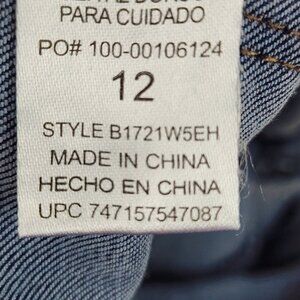 PARA CUIDADO
PO# 100-00106124
12
STYLE B1721W5EH
MADE IN CHINA
HECHO EN CHINA
UPC 747157547087